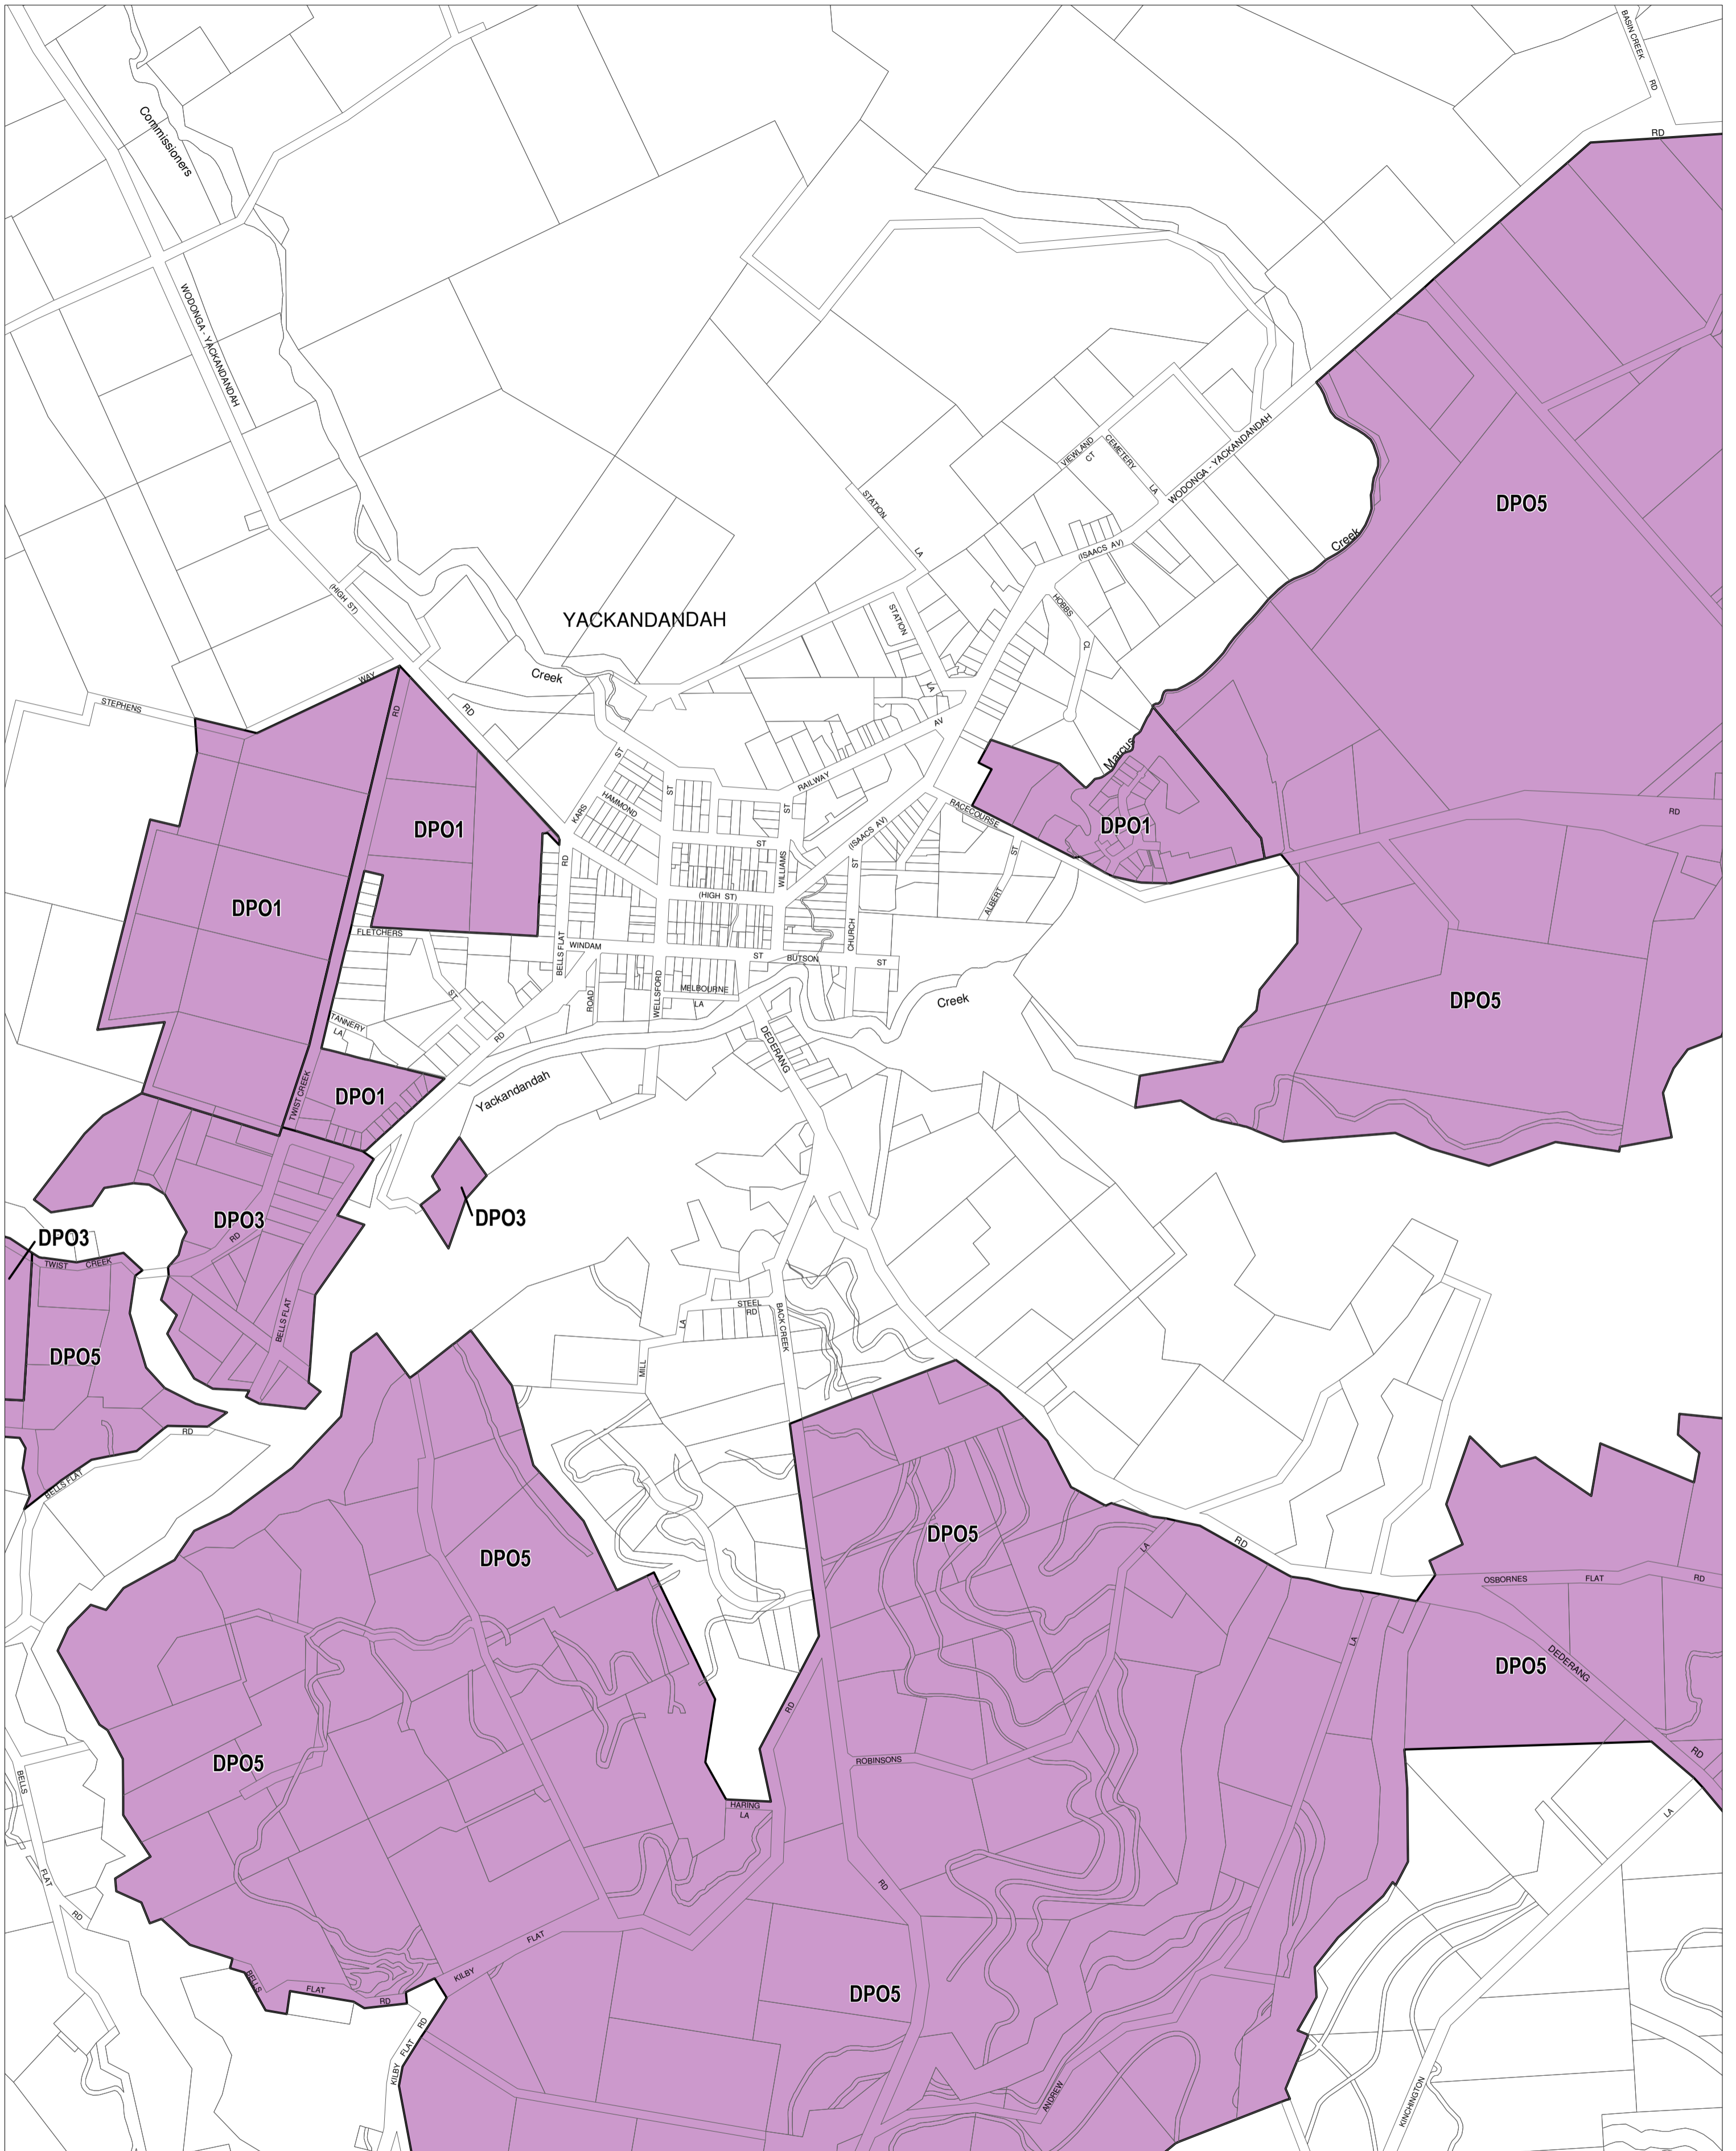 BASIN CREEK
RD
RD
Commissioners
WODONGA - YACKANDANDAH
VIEWLAND
CT
CEMETERY
LA
WODONGA - YACKANDANDAH
STATION
LA
DPO5
Creek
(ISAACS AV)
(HIGH ST)
HOBBS
CL
YACKANDANDAH
STATION
LA
Creek
WAY
STEPHENS
RD
RD
AV
Marcus
ST
RAILWAY
HAMMOND
ST
ST
KARS
RACECOURSE
RD
DPO1
DPO1
(ISAACS AV)
ST
RD
WILLIAMS
ST
ST
(HIGH ST)
ALBERT
DPO1
FLETCHERS
CHURCH
WINDAM
BELLS FLAT
ST
BUTSON
ST
MELBOURNE
LA
WELLSFORD
ROAD
ST
Creek
DPO5
TANNERY
LA
RD
DEDERANG
Yackandandah
TWIST CREEK
DPO1
DPO3
DPO3
RD
DPO3
TWIST CREEK
STEEL
RD
LA
BACK CREEK
BELLS FLAT
DPO5
MILL
RD
BELLS FLAT
DPO5
DPO5
LA
RD
OSBORNES FLAT RD
LA
DEDERANG
DPO5
RD
RD
ROBINSONS
DPO5
BELLS
HARING
LA
LA
FLAT
RD
RD
FLAT
KILBY
BELLS
FLAT
RD
DPO5
KILBY FLAT RD
ANDREW
KINCHINGTON